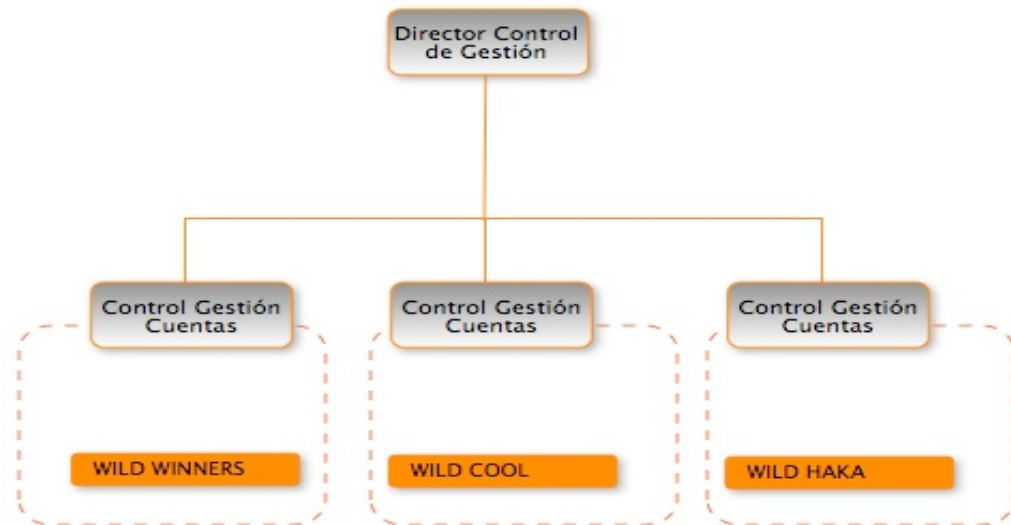 Director Control
de Gestión
Control Gestión
Cuentas
Control Gestión
Cuentas
Control Gestión
Cuentas
WILD WINNERS
WILD COOL
WILD HAKA